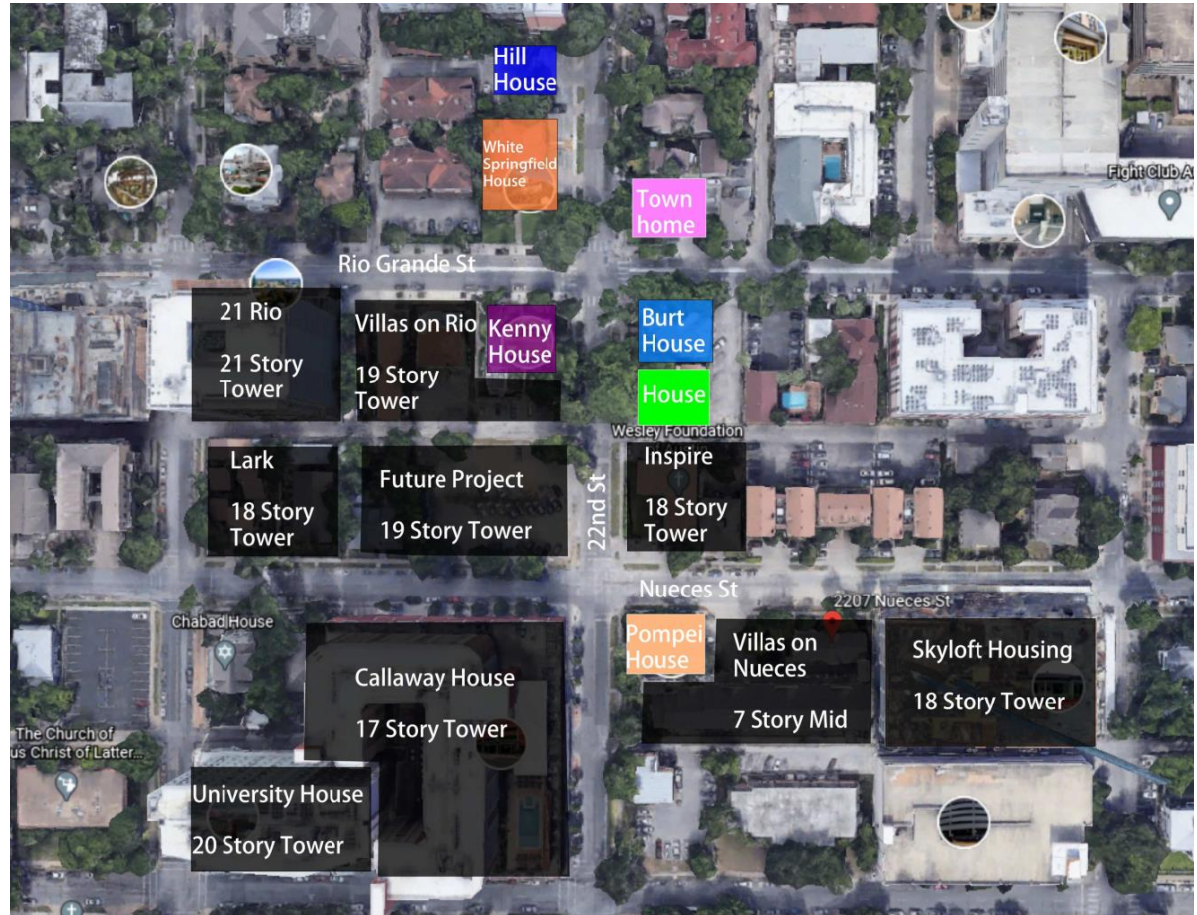 Hill
House
White
Springfield
House
Town
home
Fight Club A
Rio Grande St
21 Rio
21 Story
Tower
Villas on Rio
19 Story
Tower
Kenny
House
Burt
House
House
Wesley Foundation
Lark
18 Story
Tower
Future Project
19 Story Tower
22nd St
Inspire
18 Story
Tower
Nueces St
2207 Nueces St
Chabad House
Callaway House
17 Story Tower
Pompei
House
Villas on
Nueces
7 Story Mid
Skyloft Housing
18 Story Tower
The Church of
us Christ of Latter...
University House
20 Story Tower